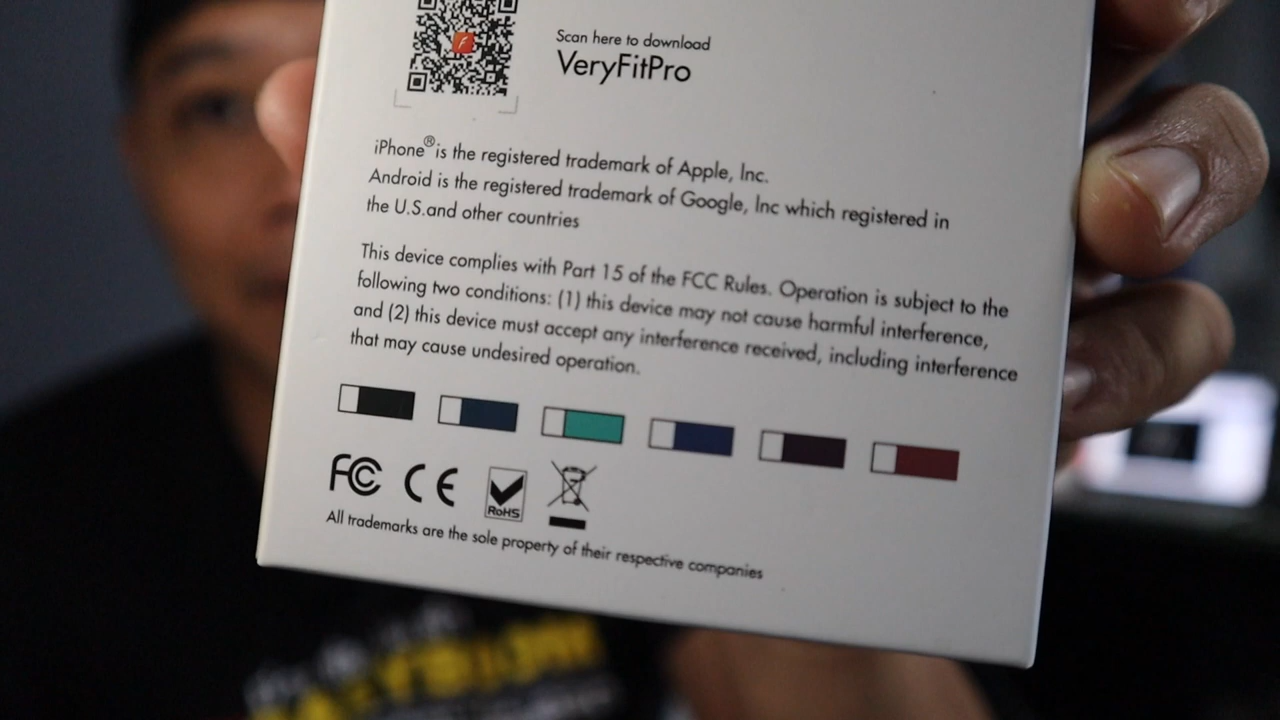 Scan here to download
VeryFitPro
iPhone® is the registered trademark of Apple, Inc.
Android is the registered trademark of Google, Inc which registered in
the U.S.and other countries
This device complies with Part 15 of the FCC Rules. Operation is subject to the
following two conditions: (1) this device may not cause harmful interference,
and (2) this device must accept any interference received, including interference
that may cause undesired operation.
FC CE RoHS
All trademarks are the sole property of their respective companies